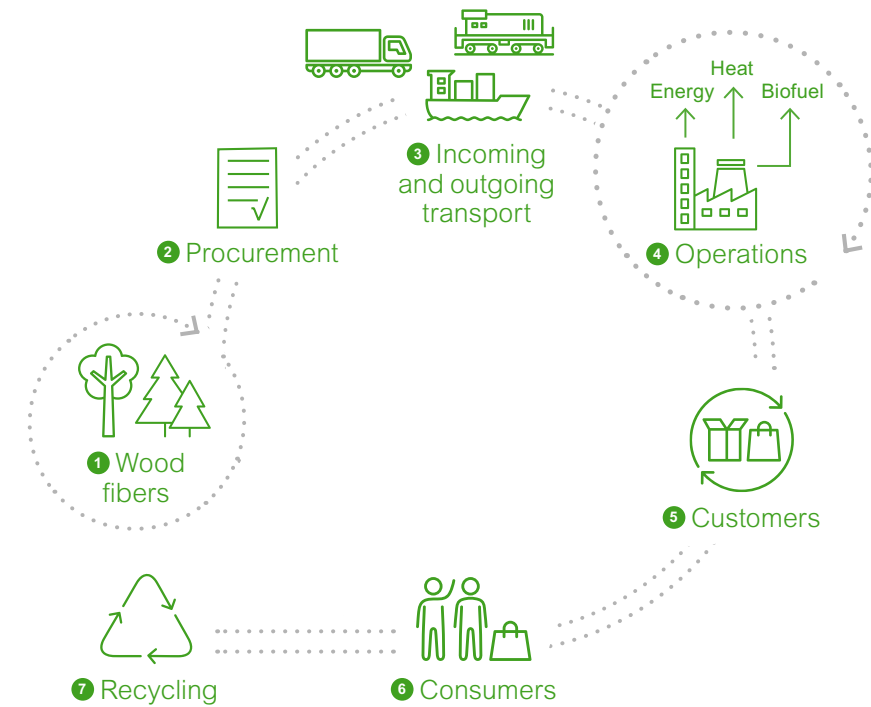 Heat
Energy
Biofuel
3 Incoming
and outgoing
transport
2 Procurement
4 Operations
1 Wood
fibers
5 Customers
7 Recycling
6 Consumers